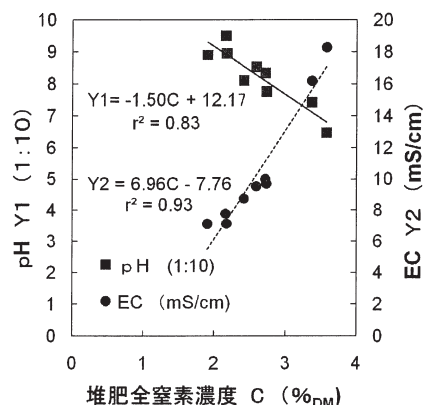 10
9
8
7
6
5
4
3
2
1
0
pH Y1 (1:10)
20
18
16
14
12
10
8
6
4
2
0
EC Y2 (mS/cm)
Y1= -1.50C + 12.17
r² = 0.83
Y2 = 6.96C - 7.76
r² = 0.93
■ pH (1:10)
● EC (mS/cm)
0 1 2 3 4
堆肥全窒素濃度 C (%DM)